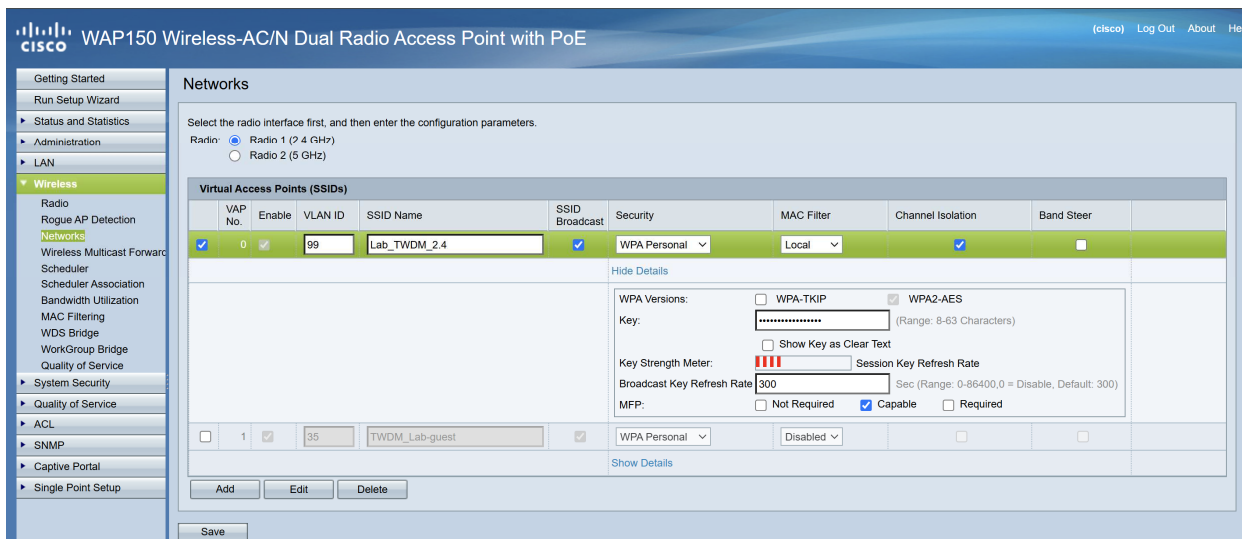 cisco WAP150 Wireless-AC/N Dual Radio Access Point with PoE (cisco) Log Out About He
Getting Started
Run Setup Wizard
Status and Statistics
Administration
LAN
Wireless
Radio
Rogue AP Detection
Networks
Wireless Multicast Forward
Scheduler
Scheduler Association
Bandwidth Utilization
MAC Filtering
WDS Bridge
WorkGroup Bridge
Quality of Service
System Security
Quality of Service
ACL
SNMP
Captive Portal
Single Point Setup
Networks
Select the radio interface first, and then enter the configuration parameters.
Radio: Radio 1 (2.4 GHz)
Radio 2 (5 GHz)
Virtual Access Points (SSIDs)
VAP No. Enable VLAN ID SSID Name SSID Broadcast Security MAC Filter Channel Isolation Band Steer
0 99 Lab_TWDM_2.4 WPA Personal Local
Hide Details
WPA Versions: WPA-TKIP WPA2-AES
Key: •••••••••••••••• (Range: 8-63 Characters)
Show Key as Clear Text
Key Strength Meter: Session Key Refresh Rate
Broadcast Key Refresh Rate 300 Sec (Range: 0-86400,0 = Disable, Default: 300)
MFP: Not Required Capable Required
1 35 TWDM_Lab-guest WPA Personal Disabled
Show Details
Add Edit Delete
Save